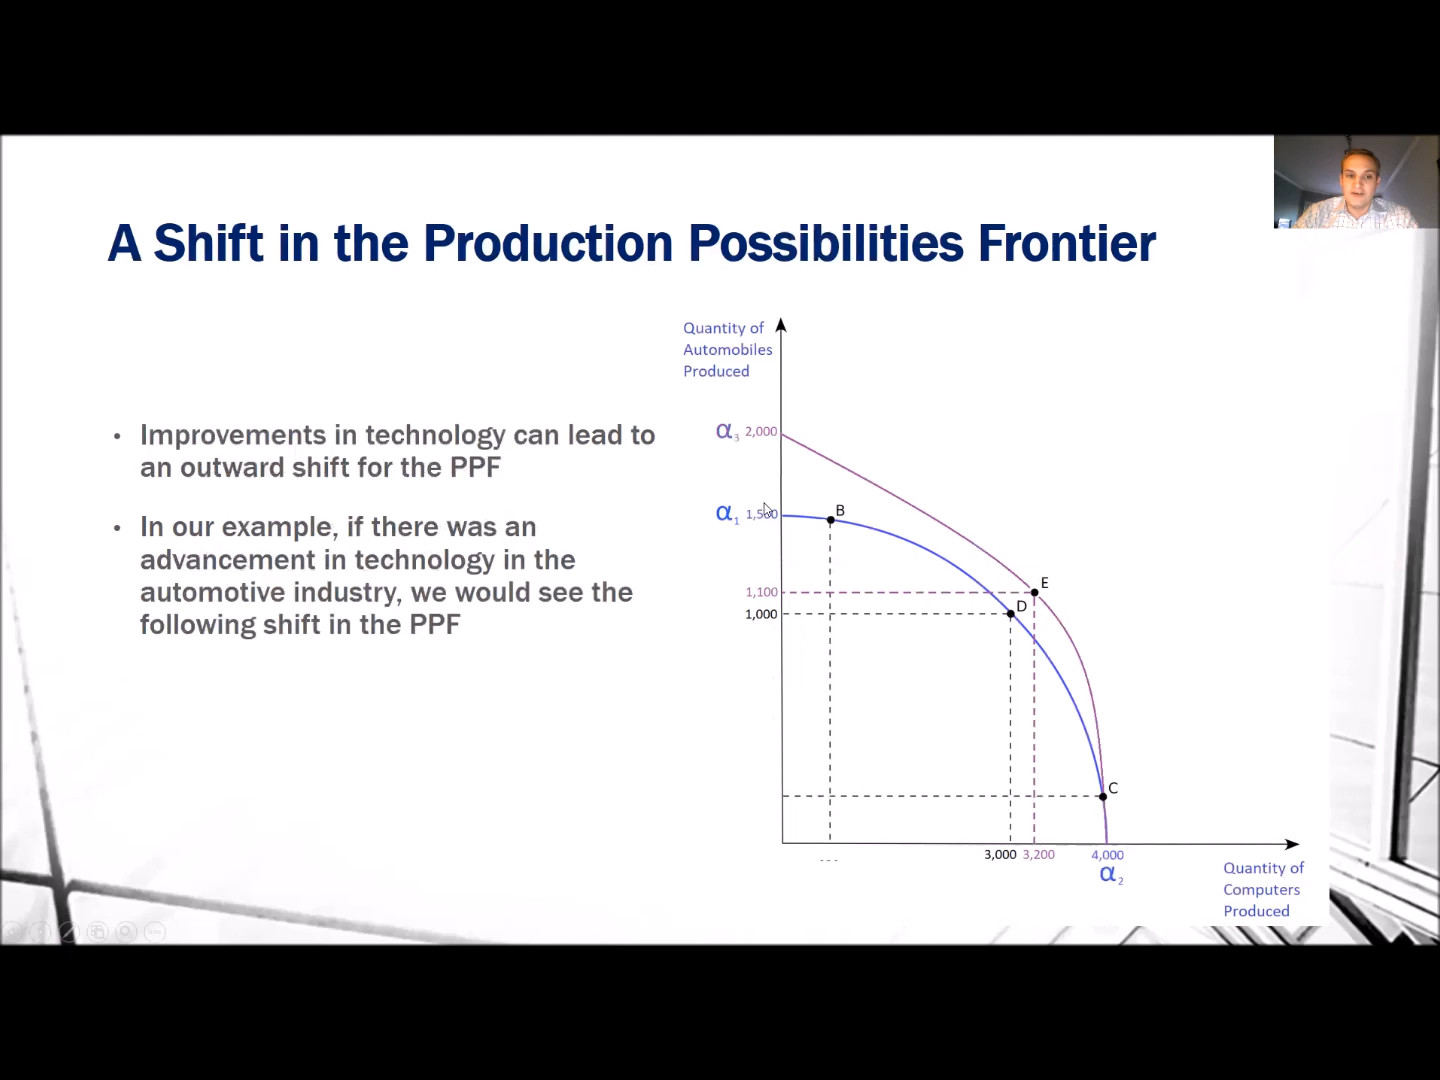 A Shift in the Production Possibilities Frontier
• Improvements in technology can lead to
an outward shift for the PPF
• In our example, if there was an
advancement in technology in the
automotive industry, we would see the
following shift in the PPF
Quantity of
Automobiles
Produced
α3 2,000
α1 1,500
B
E
1,100
D
1,000
C
3,000 3,200 4,000
α2
Quantity of
Computers
Produced